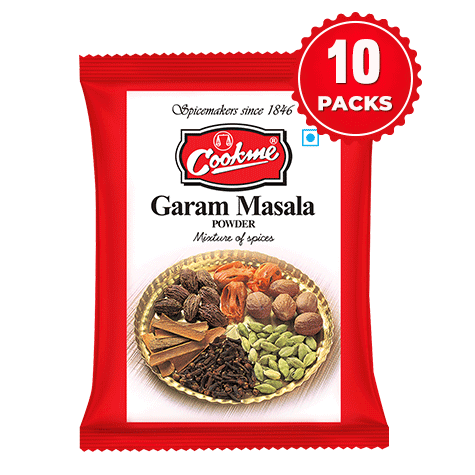 10
PACKS
Spicemakers since 1846
Cookme®
Garam Masala
POWDER
Mixture of spices